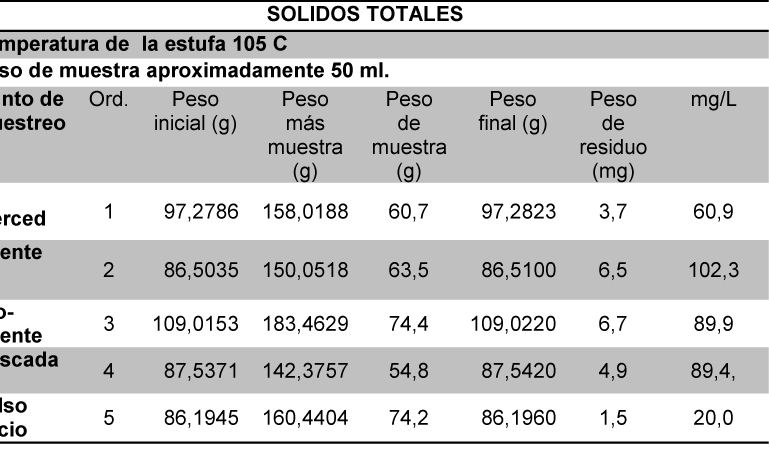 SOLIDOS TOTALES
mperatura de la estufa 105 C
so de muestra aproximadamente 50 ml.
nto de Ord. Peso Peso Peso Peso Peso mg/L
uestreo inicial (g) más de final (g) de
muestra muestra residuo
(g) (g) (mg)
erced 1 97,2786 158,0188 60,7 97,2823 3,7 60,9
ente
2 86,5035 150,0518 63,5 86,5100 6,5 102,3
o-
ente 3 109,0153 183,4629 74,4 109,0220 6,7 89,9
scada
4 87,5371 142,3757 54,8 87,5420 4,9 89,4,
lso
cio 5 86,1945 160,4404 74,2 86,1960 1,5 20,0